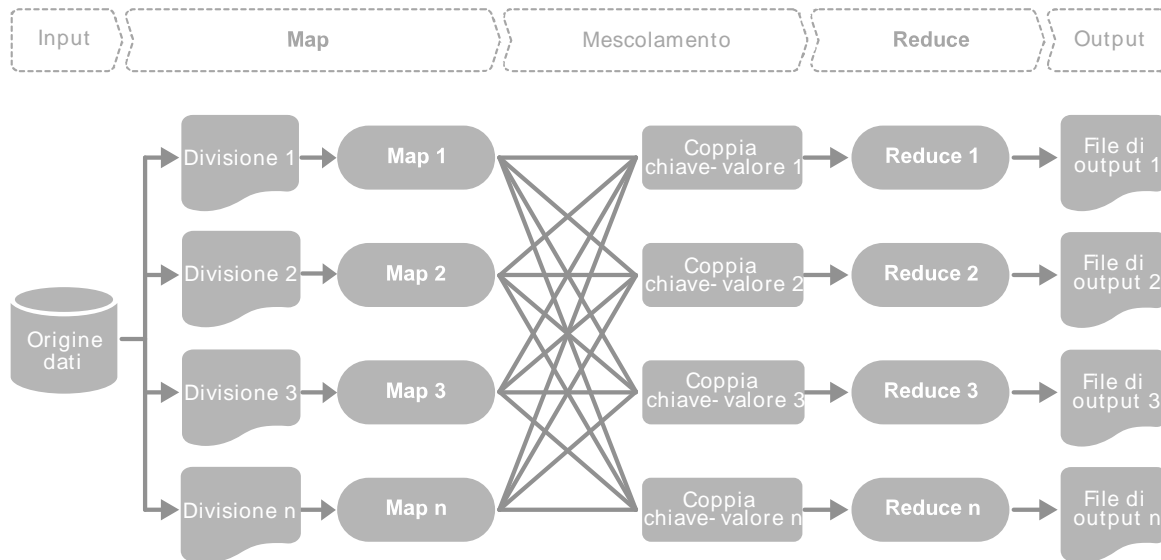 Input
Map
Mescolamento
Reduce
Output
Origine
dati
Divisione 1
Map 1
Coppia
chiave- valore 1
Reduce 1
File di
output 1
Divisione 2
Map 2
Coppia
chiave- valore 2
Reduce 2
File di
output 2
Divisione 3
Map 3
Coppia
chiave- valore 3
Reduce 3
File di
output 3
Divisione n
Map n
Coppia
chiave- valore n
Reduce n
File di
output n